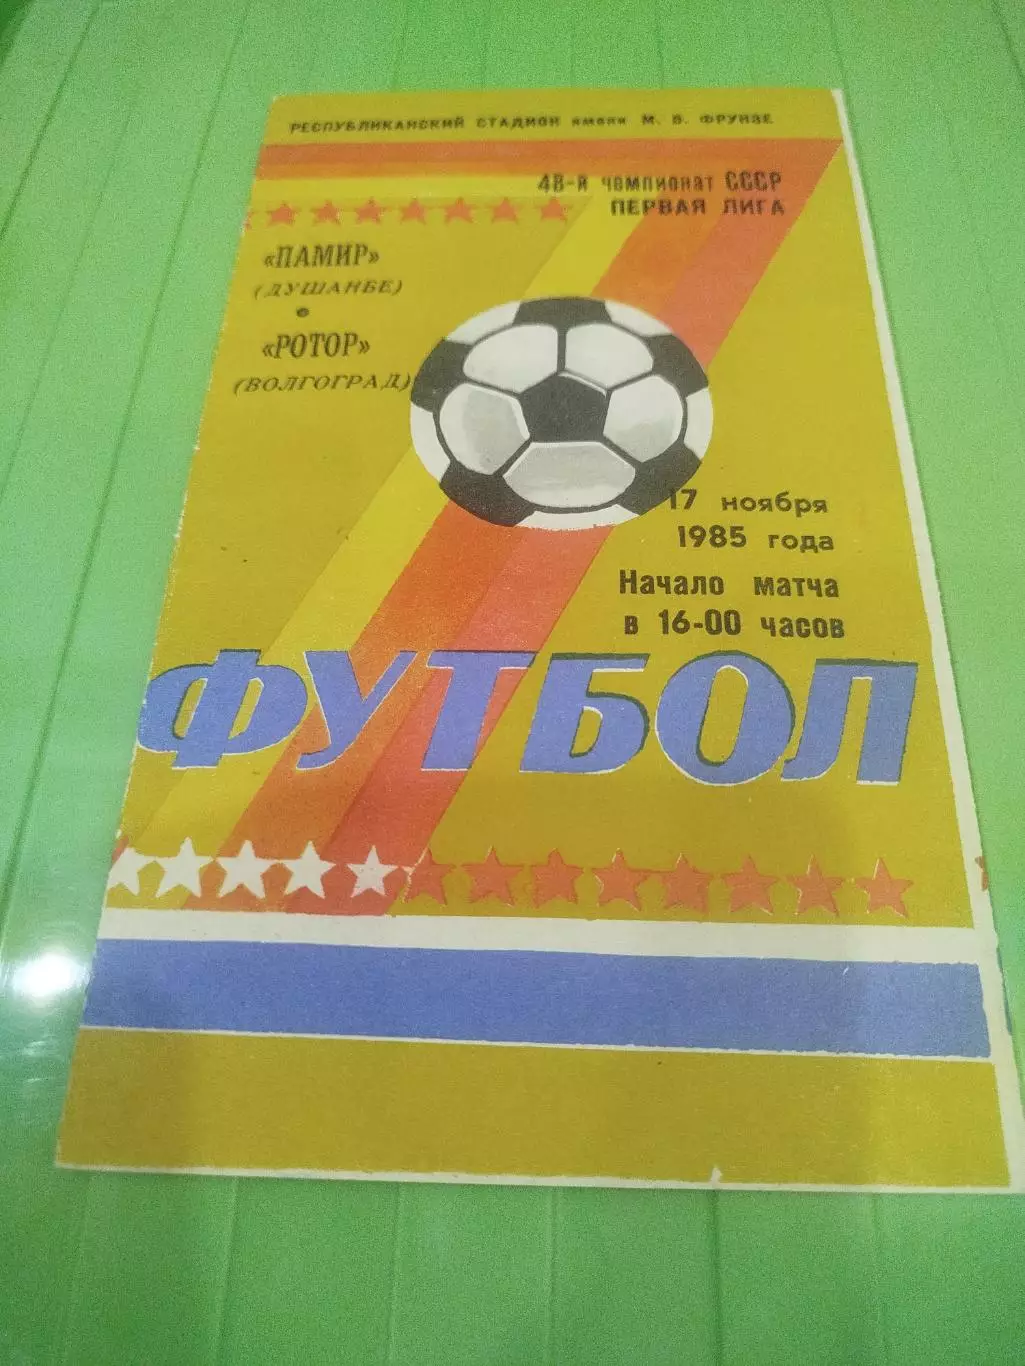 РЕСПУБЛИКАНСКИЙ СТАДИОН имени М. В. ФРУНЗЕ
48-й чемпионат СССР
ПЕРВАЯ ЛИГА
«ПАМИР»
(ДУШАНБЕ)
«РОТОР»
(ВОЛГОГРАД)
17 ноября
1985 года
Начало матча
в 16-00 часов
ФУТБОЛ